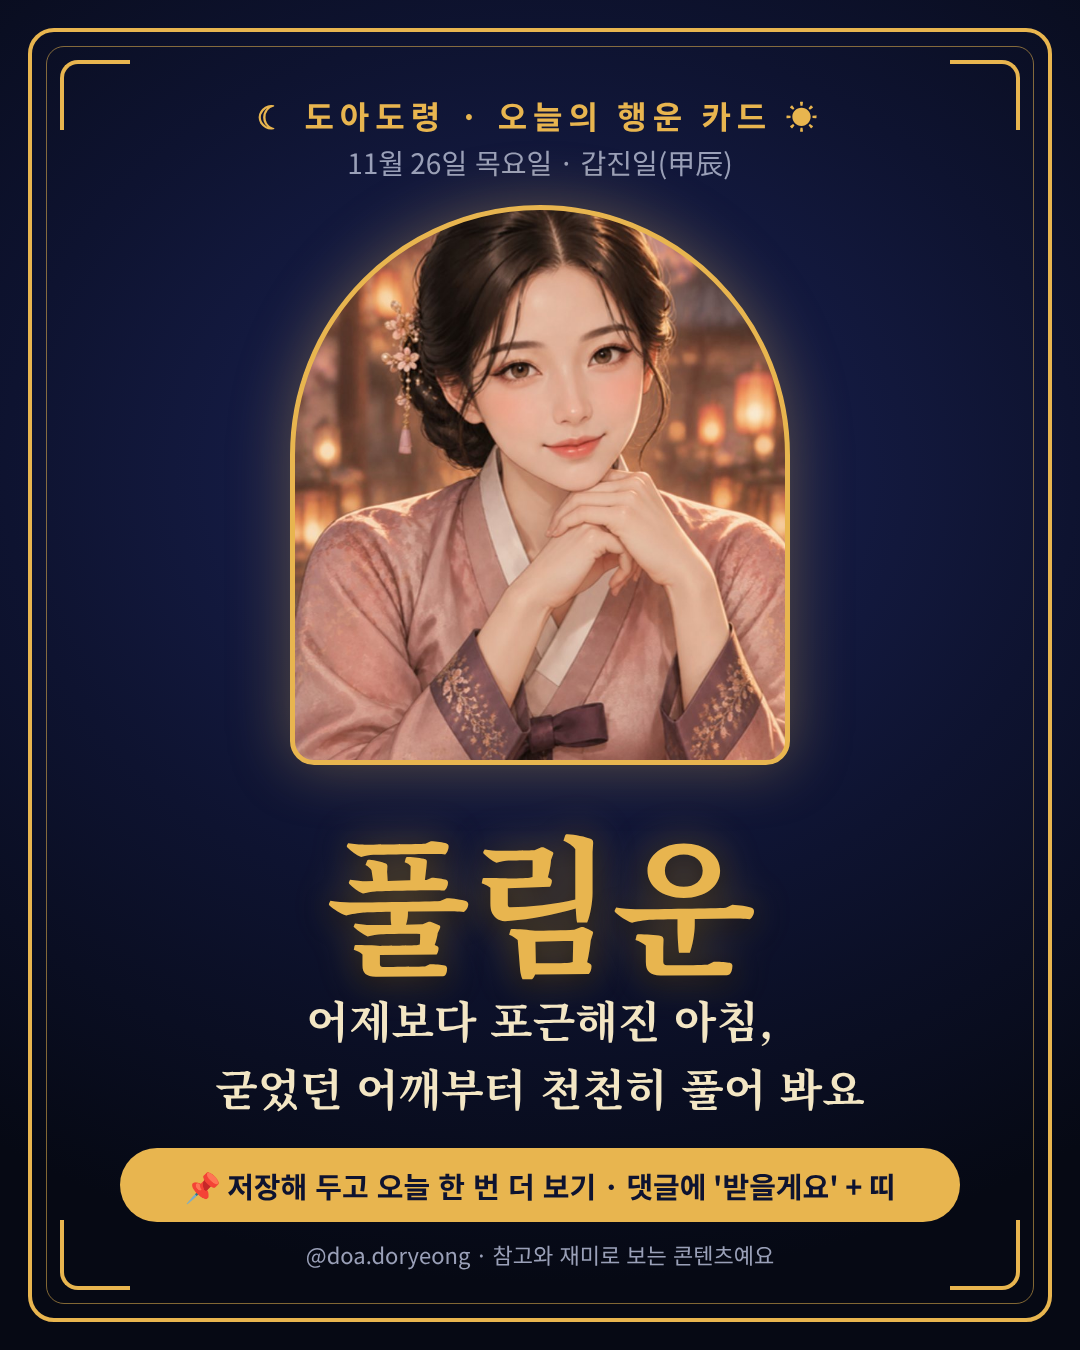 ☾ 도아도령 · 오늘의 행운 카드 ☀
11월 26일 목요일 · 갑진일(甲辰)
풀림운
어제보다 포근해진 아침,
굳었던 어깨부터 천천히 풀어 봐요
📌 저장해 두고 오늘 한 번 더 보기 · 댓글에 '받을게요' + 띠
@doa.doryeong · 참고와 재미로 보는 콘텐츠예요